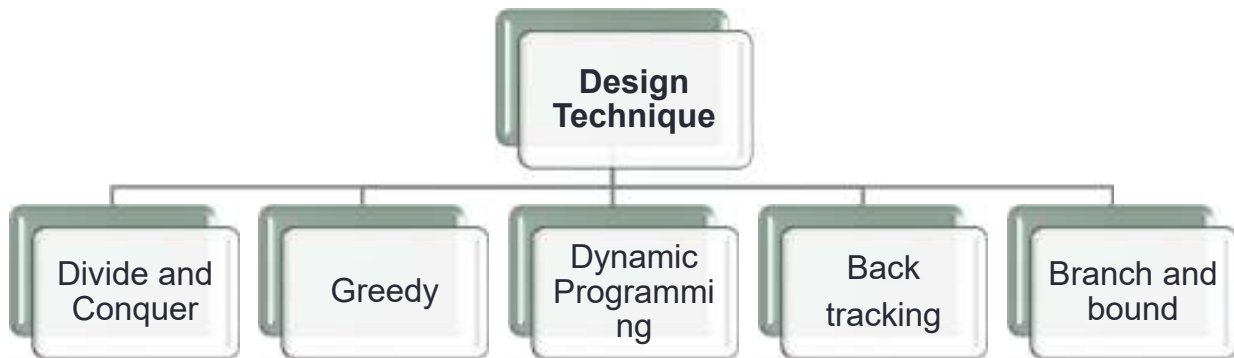 Design
Technique
Divide and
Conquer
Greedy
Dynamic
Programmi
ng
Back
tracking
Branch and
bound